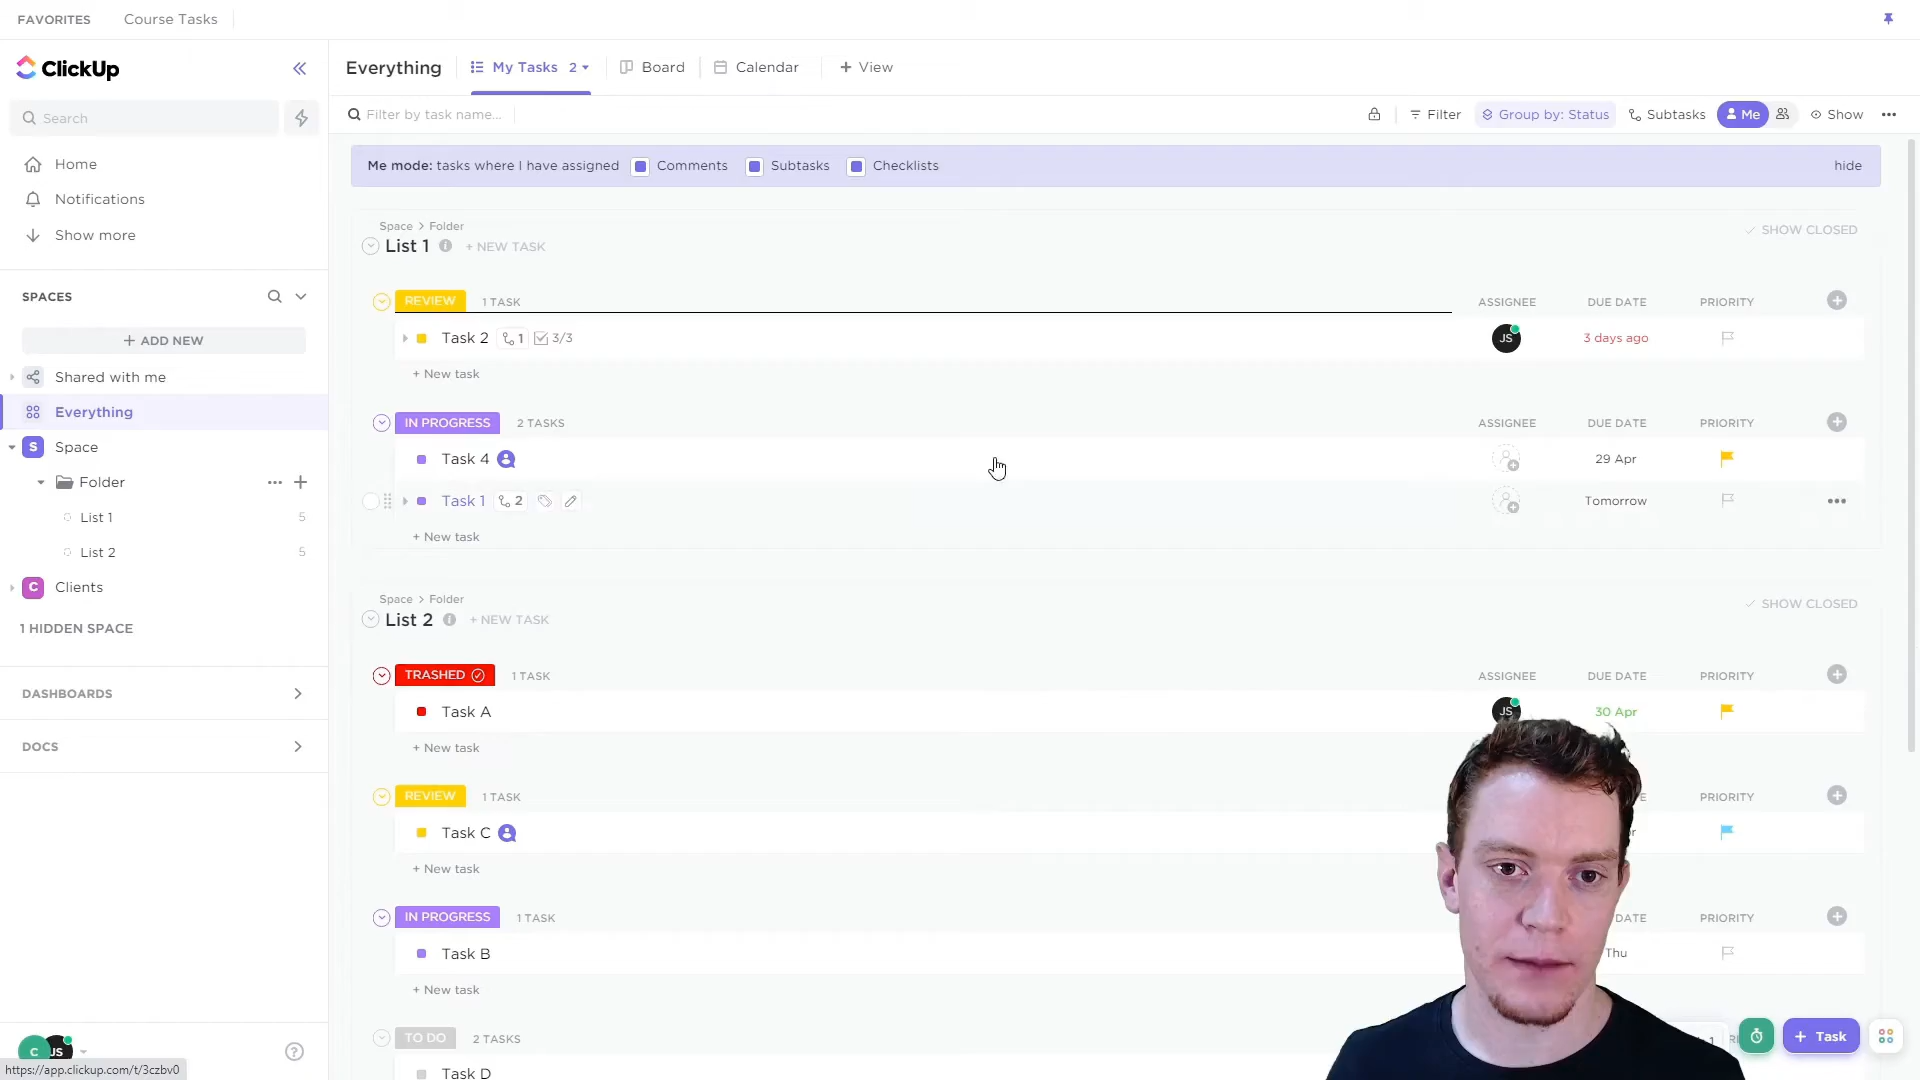 FAVORITES Course Tasks
ClickUp
Everything My Tasks 2 Board Calendar + View
Search
Filter by task name... Filter Group by: Status Subtasks Me Show
Home
Notifications
Show more
Me mode: tasks where I have assigned Comments Subtasks Checklists hide
SPACES
+ ADD NEW
Shared with me
Everything
S Space
Folder
List 1 5
List 2 5
C Clients
1 HIDDEN SPACE
DASHBOARDS
DOCS
C JS
https://app.clickup.com/t/3czbv0
Space > Folder
List 1 + NEW TASK SHOW CLOSED
REVIEW 1 TASK ASSIGNEE DUE DATE PRIORITY
Task 2 1 3/3 JS 3 days ago
+ New task
IN PROGRESS 2 TASKS ASSIGNEE DUE DATE PRIORITY
Task 4 29 Apr
Task 1 2 Tomorrow
+ New task
Space > Folder
List 2 + NEW TASK SHOW CLOSED
TRASHED 1 TASK ASSIGNEE DUE DATE PRIORITY
Task A JS 30 Apr
+ New task
REVIEW 1 TASK PRIORITY
Task C
+ New task
IN PROGRESS 1 TASK DATE PRIORITY
Task B Thu
+ New task
TO DO 2 TASKS
Task D
+ Task